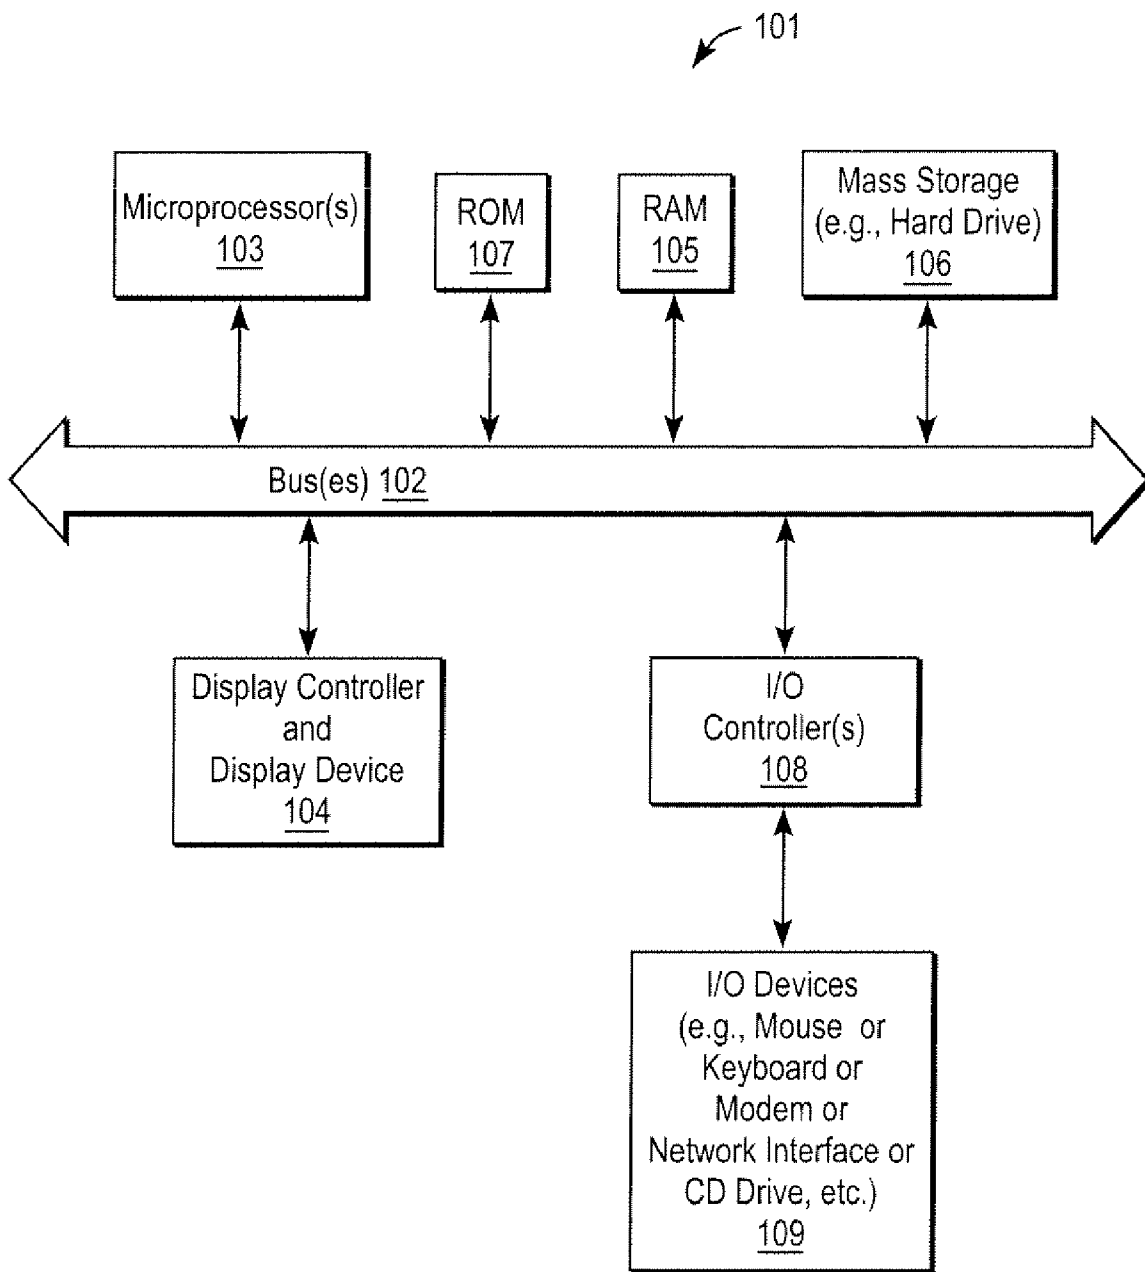 101
Microprocessor(s)
103
ROM
107
RAM
105
Mass Storage
(e.g., Hard Drive)
106
Bus(es) 102
Display Controller
and
Display Device
104
I/O
Controller(s)
108
I/O Devices
(e.g., Mouse or
Keyboard or
Modem or
Network Interface or
CD Drive, etc.)
109